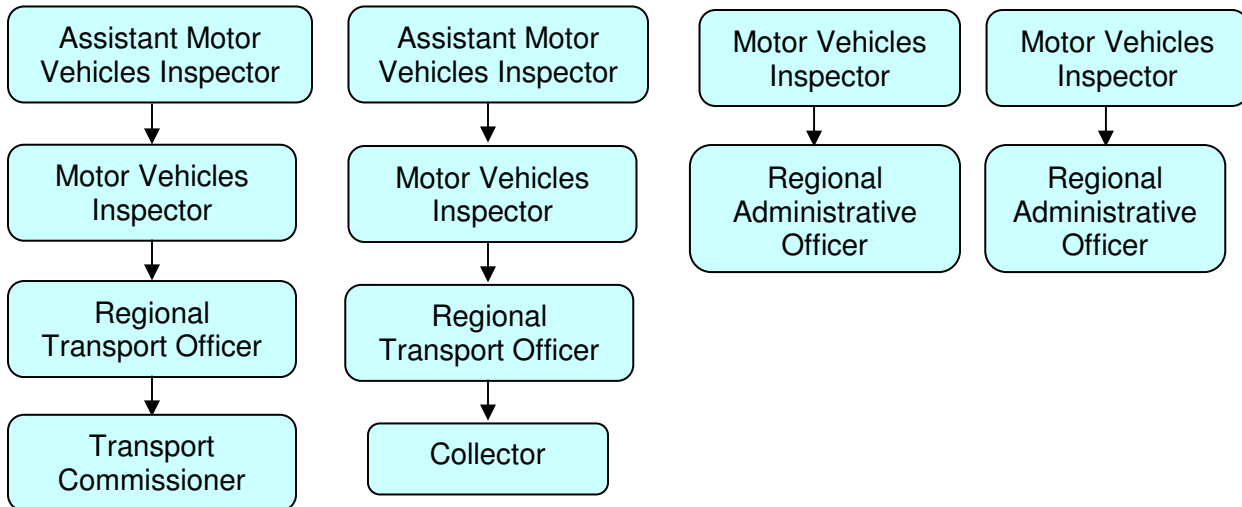 Assistant Motor
Vehicles Inspector
Motor Vehicles
Inspector
Regional
Transport Officer
Transport
Commissioner
Assistant Motor
Vehicles Inspector
Motor Vehicles
Inspector
Regional
Transport Officer
Collector
Motor Vehicles
Inspector
Regional
Administrative
Officer
Motor Vehicles
Inspector
Regional
Administrative
Officer